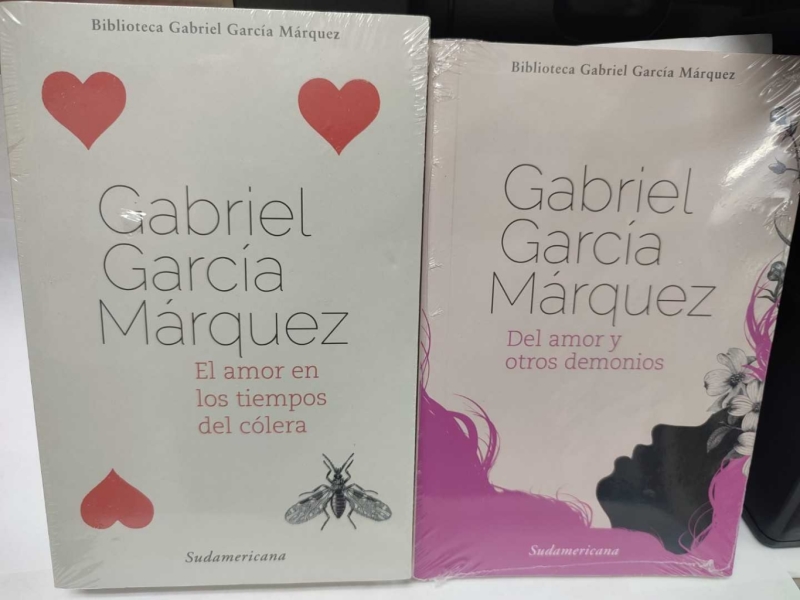 Biblioteca Gabriel García Márquez
Gabriel
García
Márquez
El amor en
los tiempos
del cólera
Sudamericana
Biblioteca Gabriel García Márquez
Gabriel
García
Márquez
Del amor y
otros demonios
Sudamericana